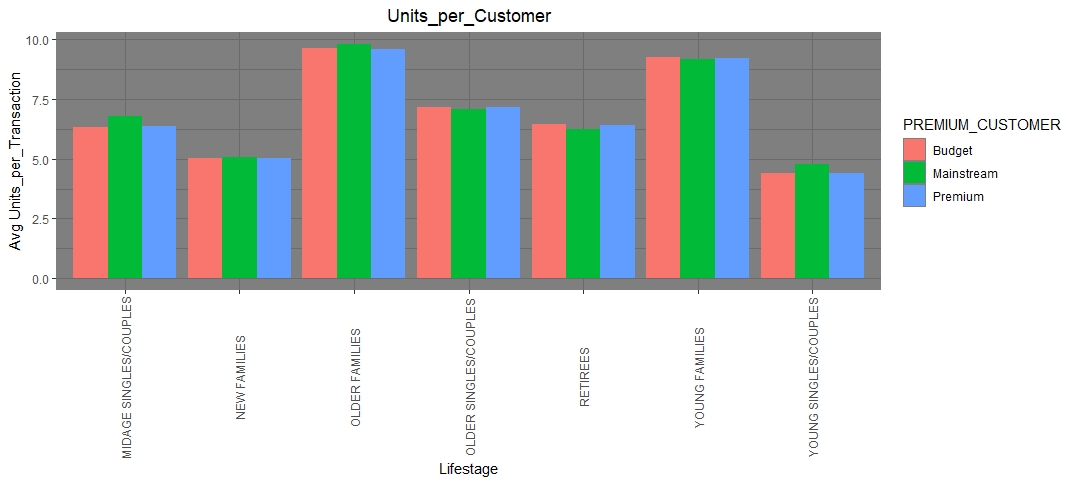 Units_per_Customer
Avg Units_per_Transaction
10.0
7.5
5.0
2.5
0.0
MIDAGE SINGLES/COUPLES
NEW FAMILIES
OLDER FAMILIES
OLDER SINGLES/COUPLES
RETIREES
YOUNG FAMILIES
YOUNG SINGLES/COUPLES
Lifestage
PREMIUM_CUSTOMER
Budget
Mainstream
Premium